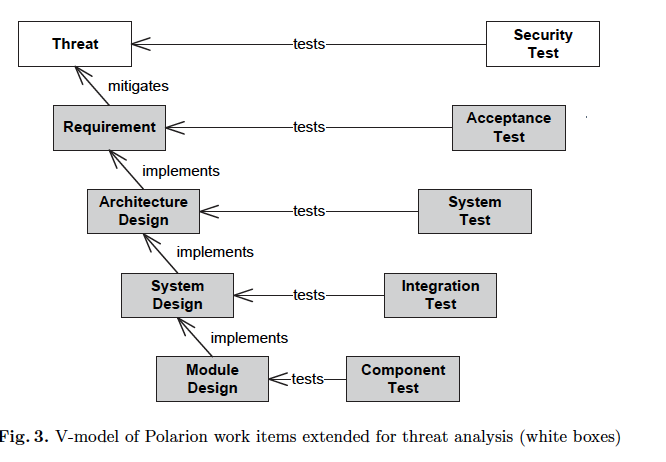 Threat
tests
Security
Test
mitigates
Requirement
tests
Acceptance
Test
implements
Architecture
Design
tests
System
Test
implements
System
Design
tests
Integration
Test
implements
Module
Design
tests
Component
Test
Fig. 3. V-model of Polarion work items extended for threat analysis (white boxes)